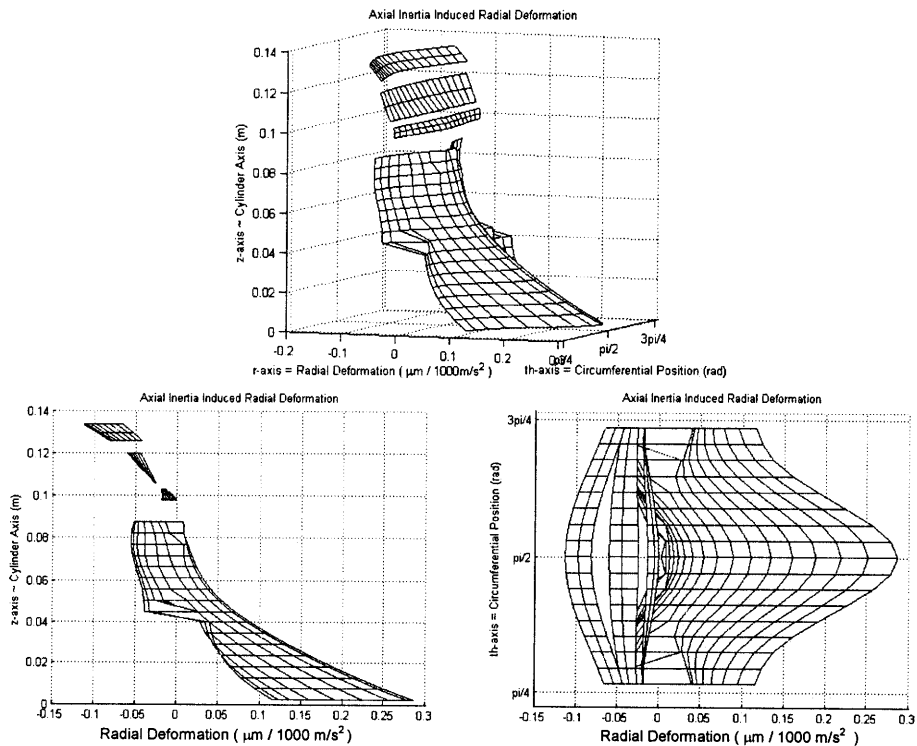 Axial Inertia Induced Radial Deformation
0.14
0.12
0.1
0.08
0.06
0.04
0.02
0
z-axis ~ Cylinder Axis (m)
-0.2
-0.1
0
0.1
0.2
pi/2
3pi/4
r-axis = Radial Deformation ( μm / 1000m/s²)
th-axis = Circumferential Position (rad)
Axial Inertia Induced Radial Deformation
0.14
0.12
0.1
0.08
0.06
0.04
0.02
0
z-axis ~ Cylinder Axis (m)
-0.15
-0.1
-0.05
0
0.05
0.1
0.15
0.2
0.25
0.3
Radial Deformation ( μm / 1000 m/s²)
Axial Inertia Induced Radial Deformation
3pi/4
pi/2
pi/4
th-axis = Circumferential Position (rad)
-0.15
-0.1
-0.05
0
0.05
0.1
0.15
0.2
0.25
0.3
Radial Deformation ( μm / 1000 m/s²)